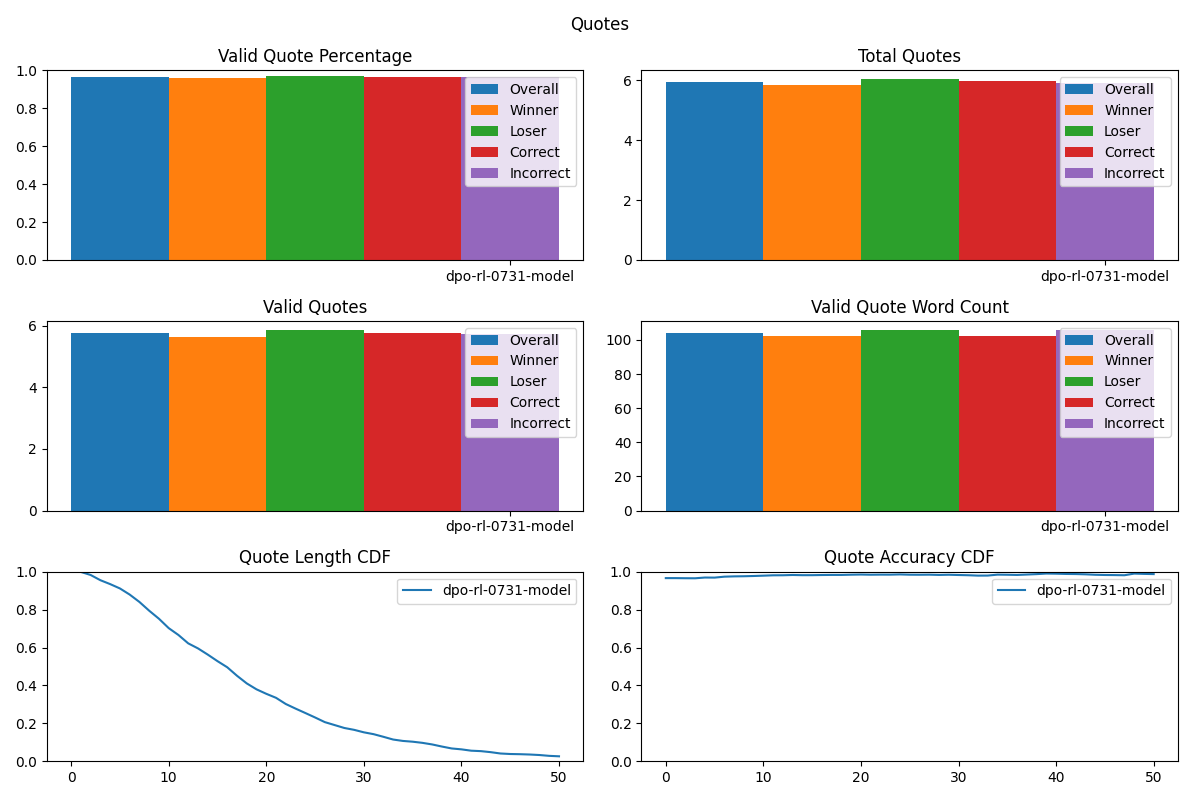 Quotes
Valid Quote Percentage
1.0
0.8
0.6
0.4
0.2
0.0
Overall
Winner
Loser
Correct
Incorrect
dpo-rl-0731-model
Total Quotes
6
4
2
0
Overall
Winner
Loser
Correct
Incorrect
dpo-rl-0731-model
Valid Quotes
6
4
2
0
Overall
Winner
Loser
Correct
Incorrect
dpo-rl-0731-model
Valid Quote Word Count
100
80
60
40
20
0
Overall
Winner
Loser
Correct
Incorrect
dpo-rl-0731-model
Quote Length CDF
1.0
0.8
0.6
0.4
0.2
0.0
dpo-rl-0731-model
0 10 20 30 40 50
Quote Accuracy CDF
1.0
0.8
0.6
0.4
0.2
0.0
dpo-rl-0731-model
0 10 20 30 40 50